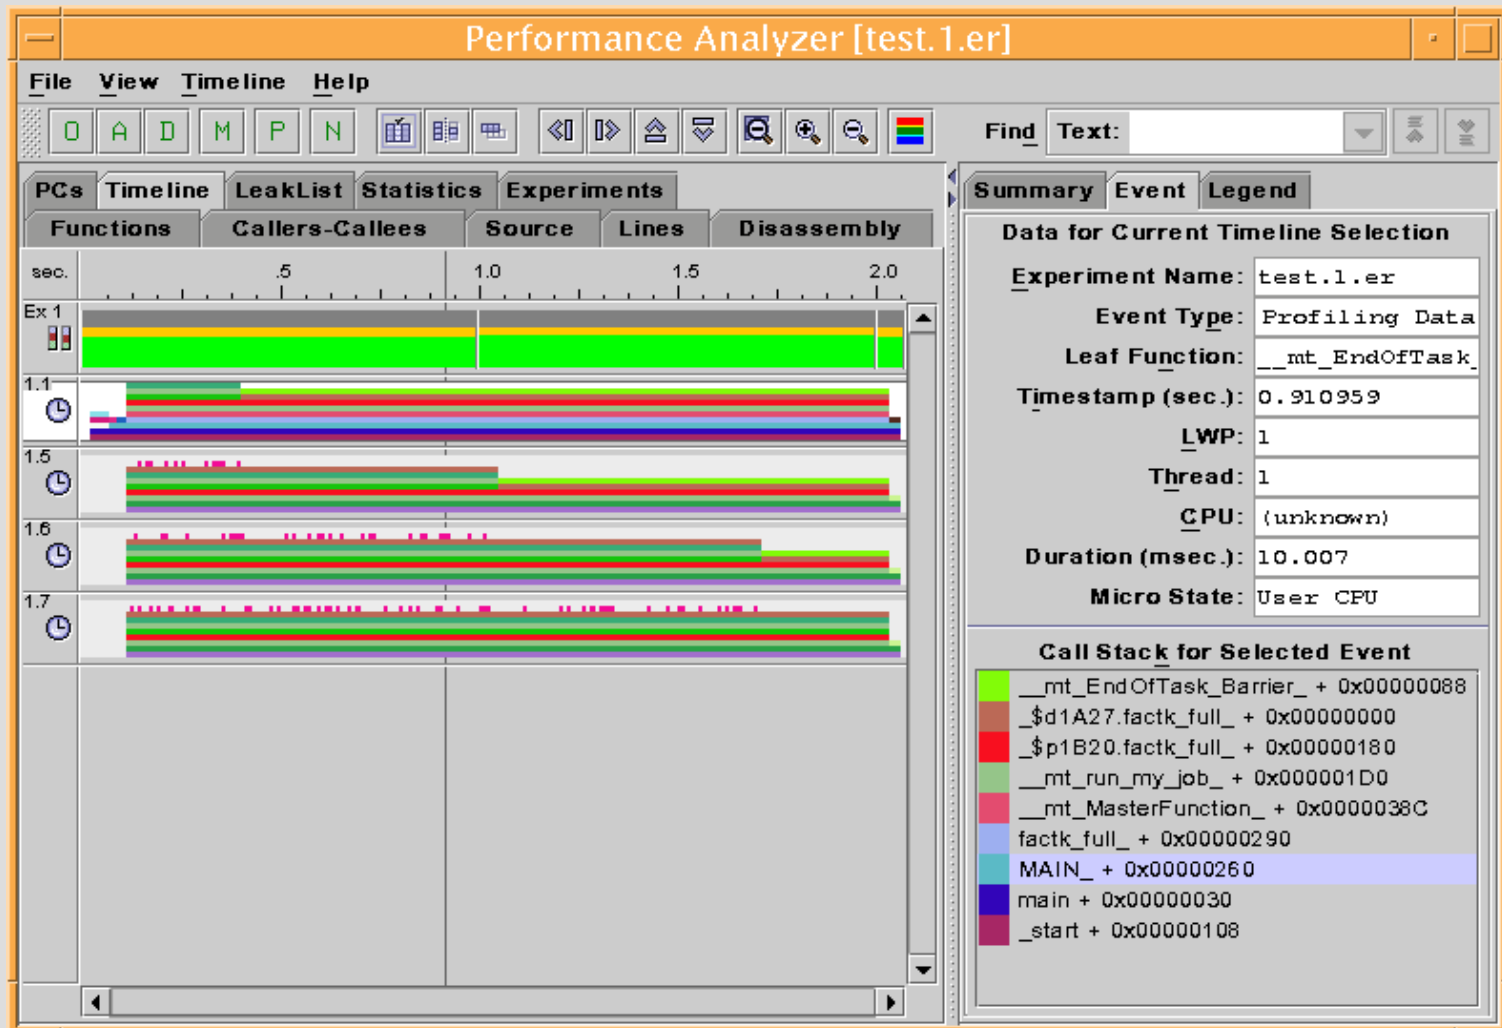 Performance Analyzer [test.1.er]
File View Timeline Help
O A D M P N Find Text:
PCs Timeline LeakList Statistics Experiments
Functions Callers-Callees Source Lines Disassembly
sec. .5 1.0 1.5 2.0
Ex 1
1.1
1.5
1.6
1.7
Summary Event Legend
Data for Current Timeline Selection
Experiment Name: test.1.er
Event Type: Profiling Data
Leaf Function: __mt_EndOfTask_
Timestamp (sec.): 0.910959
LWP: 1
Thread: 1
CPU: (unknown)
Duration (msec.): 10.007
Micro State: User CPU
Call Stack for Selected Event
__mt_EndOfTask_Barrier_ + 0x00000088
_$d1A27.factk_full_ + 0x00000000
_$p1B20.factk_full_ + 0x00000180
__mt_run_my_job_ + 0x000001D0
__mt_MasterFunction_ + 0x0000038C
factk_full_ + 0x00000290
MAIN_ + 0x00000260
main + 0x00000030
_start + 0x00000108